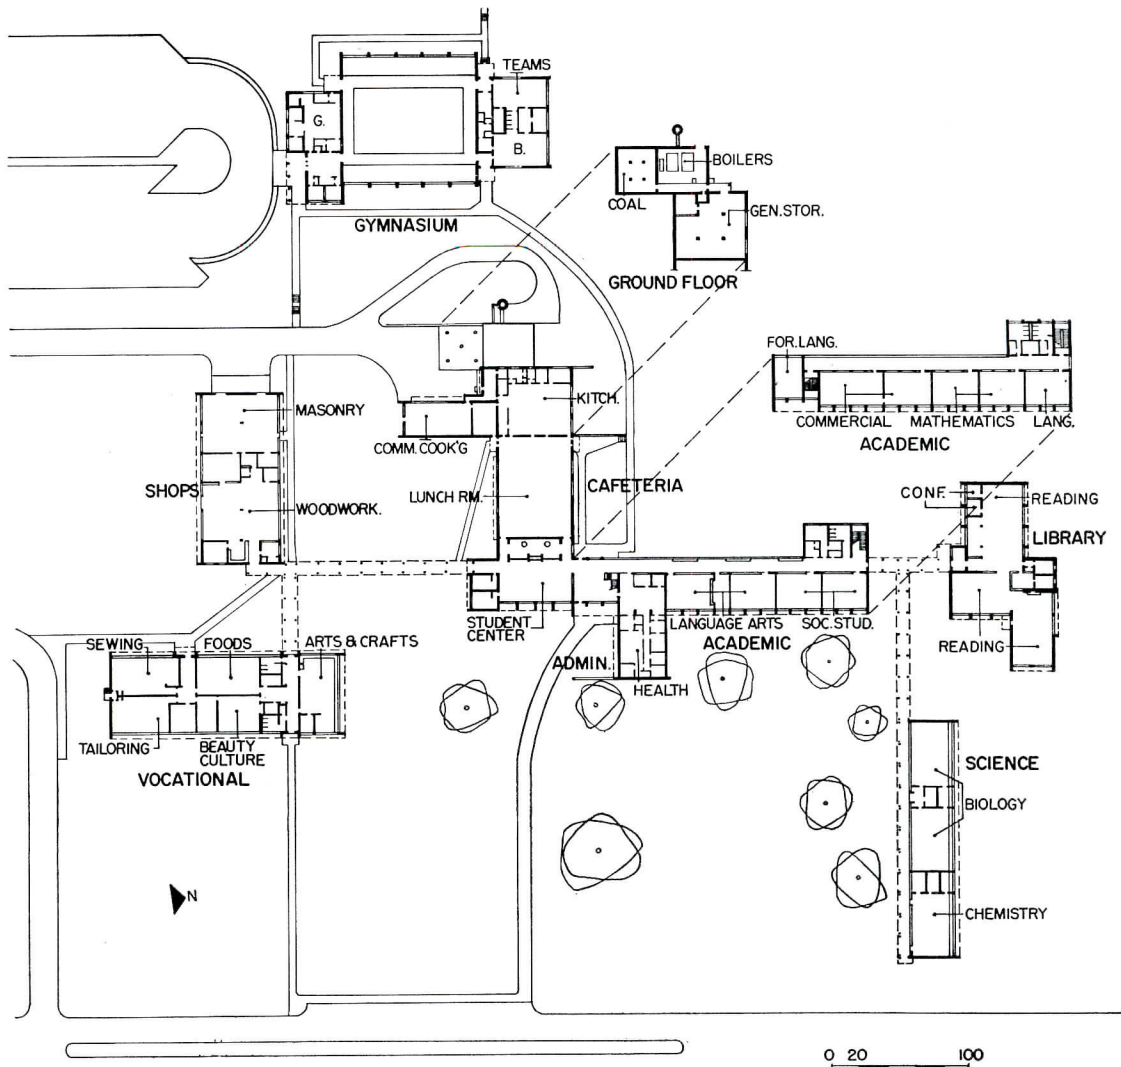 TEAMS
G.
B.
GYMNASIUM
BOILERS
COAL
GEN. STOR.
GROUND FLOOR
FOR. LANG.
COMMERCIAL
MATHEMATICS
LANG.
ACADEMIC
KITCH.
MASONRY
COMM. COOK'G
SHOPS
LUNCH RM.
CAFETERIA
WOODWORK.
CONF.
READING
LIBRARY
STUDENT
CENTER
LANGUAGE ARTS
SOC. STUD.
ACADEMIC
ADMIN.
HEALTH
READING
SEWING
FOODS
ARTS & CRAFTS
TAILORING
BEAUTY
CULTURE
VOCATIONAL
SCIENCE
BIOLOGY
CHEMISTRY
N
0 20 100